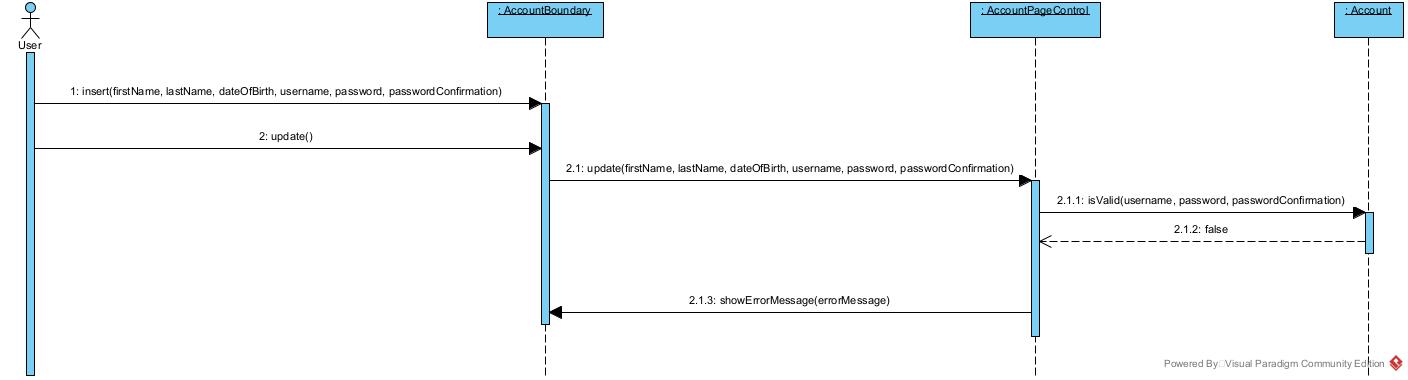 : AccountBoundary
: AccountPageControl
: Account
User
1: insert(firstName, lastName, dateOfBirth, username, password, passwordConfirmation)
2: update()
2.1: update(firstName, lastName, dateOfBirth, username, password, passwordConfirmation)
2.1.1: isValid(username, password, passwordConfirmation)
2.1.2: false
2.1.3: showErrorMessage(errorMessage)
Powered By Visual Paradigm Community Edition